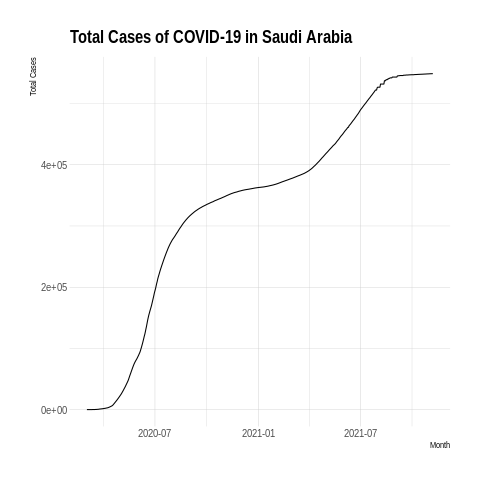 Total Cases of COVID-19 in Saudi Arabia
Total Cases
4e+05
2e+05
0e+00
2020-07 2021-01 2021-07
Month